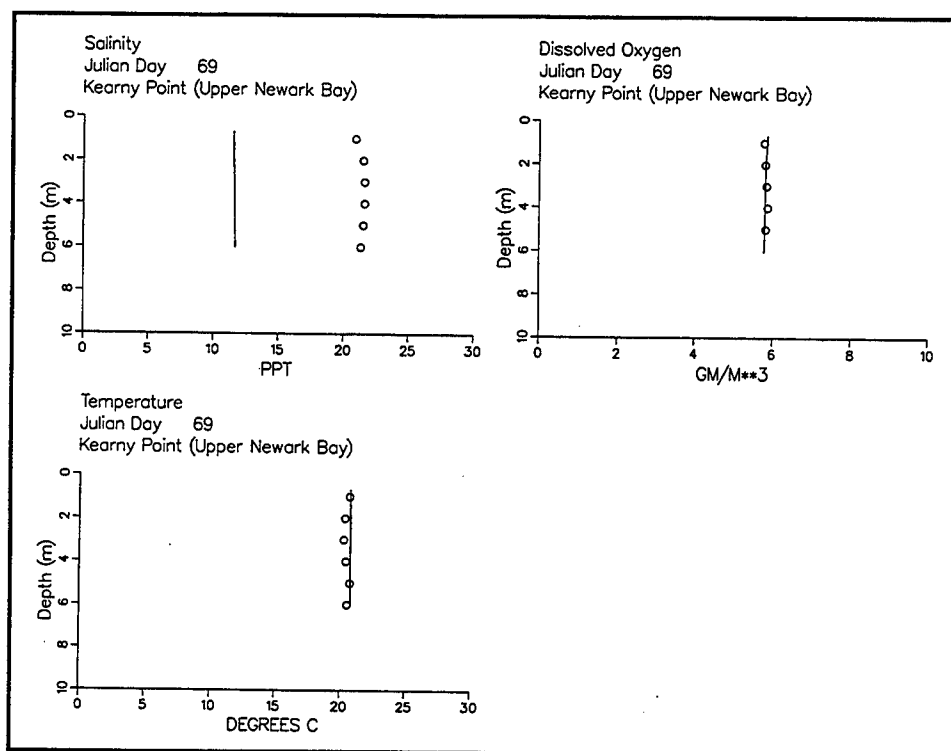 Salinity
Julian Day 69
Kearny Point (Upper Newark Bay)
0
2
4
6
8
10
Depth (m)
0 5 10 15 20 25 30
PPT
Dissolved Oxygen
Julian Day 69
Kearny Point (Upper Newark Bay)
0
2
4
6
8
10
Depth (m)
0 2 4 6 8 10
GM/M**3
Temperature
Julian Day 69
Kearny Point (Upper Newark Bay)
0
2
4
6
8
10
Depth (m)
0 5 10 15 20 25 30
DEGREES C